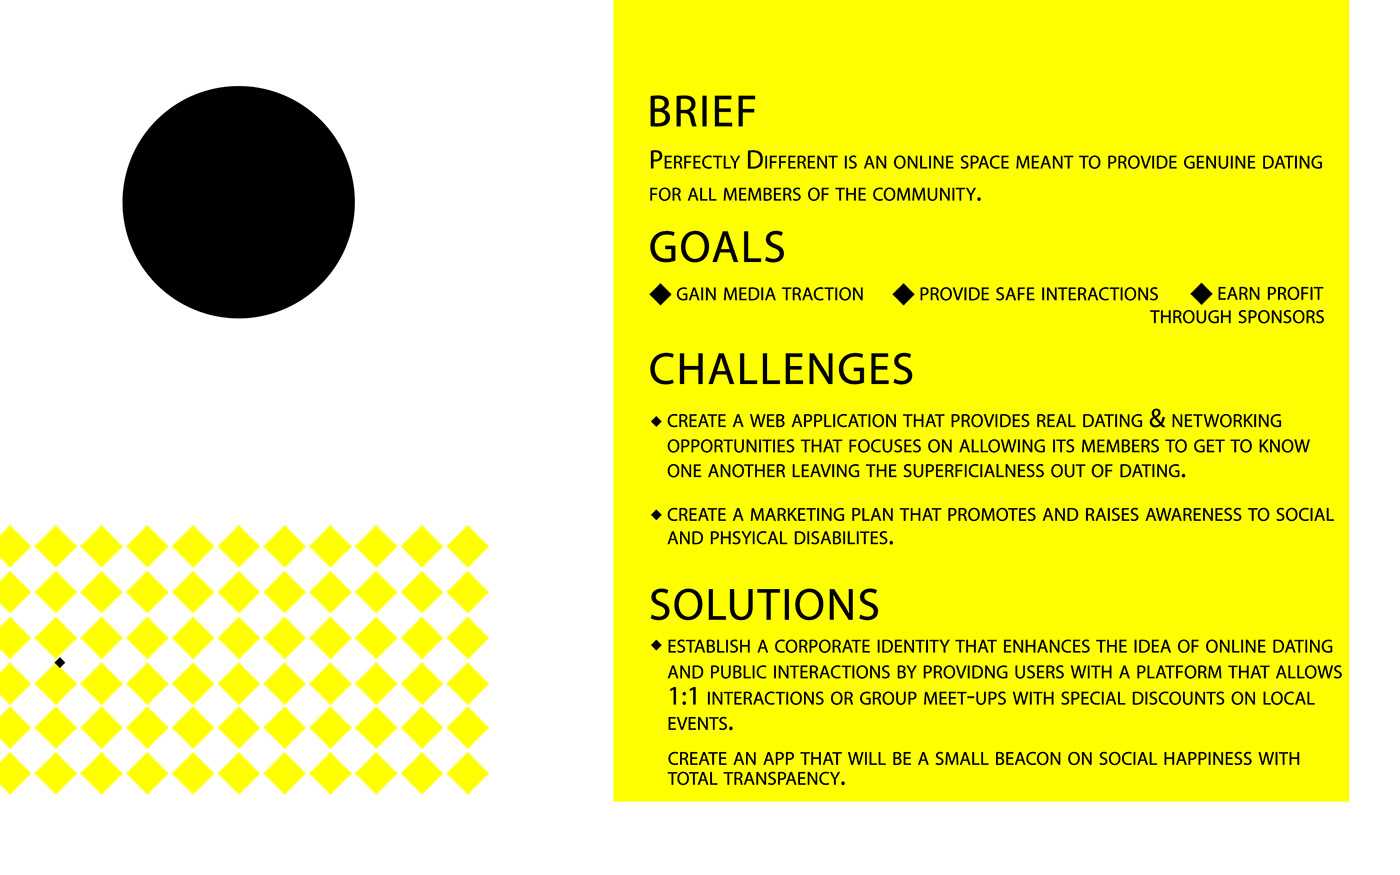 BRIEF
Perfectly Different is an online space meant to provide genuine dating
for all members of the community.
GOALS
gain media traction provide safe interactions earn profit
through sponsors
CHALLENGES
create a web application that provides real dating & networking
opportunities that focuses on allowing its members to get to know
one another leaving the superficialness out of dating.
create a marketing plan that promotes and raises awareness to social
and phsyical disabilites.
SOLUTIONS
establish a corporate identity that enhances the idea of online dating
and public interactions by providng users with a platform that allows
1:1 interactions or group meet-ups with special discounts on local
events.
create an app that will be a small beacon on social happiness with
total transpaency.